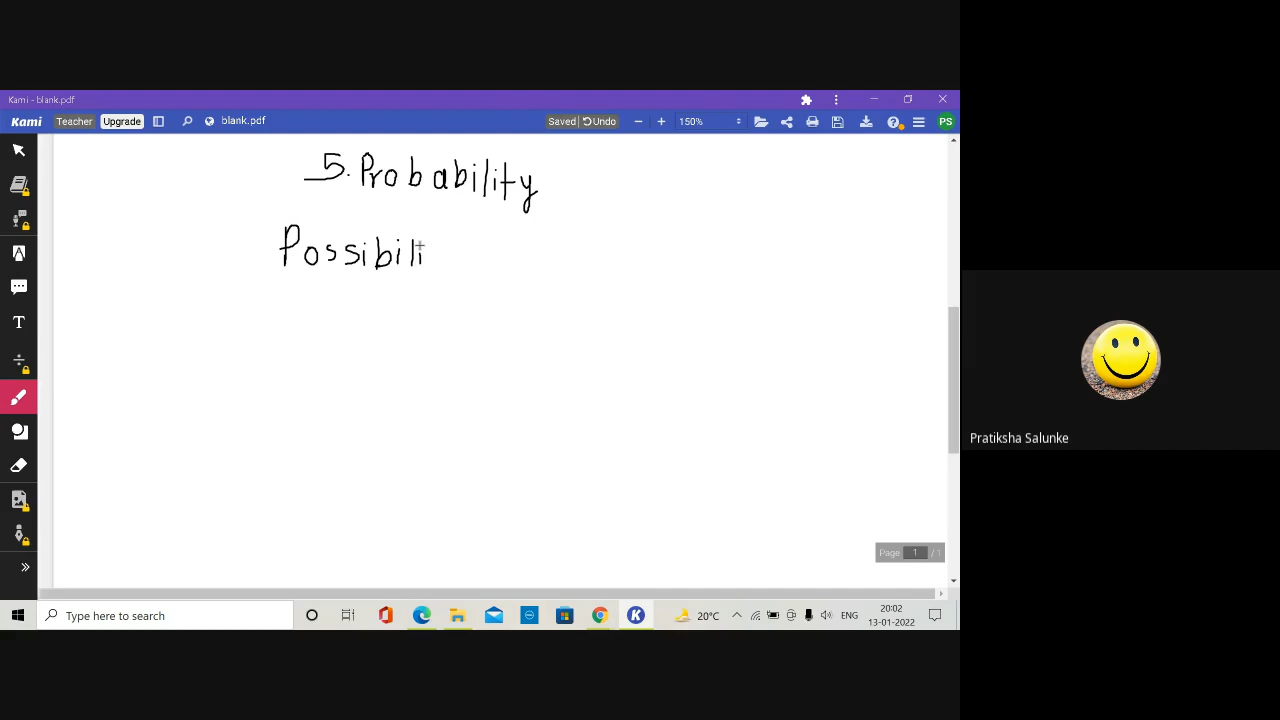 Kami - blank.pdf
Kami Teacher Upgrade blank.pdf Saved Undo 150% PS
5. Probability
Possibili
T
Pratiksha Salunke
Page 1 / 1
Type here to search K 20°C ENG 20:02
13-01-2022